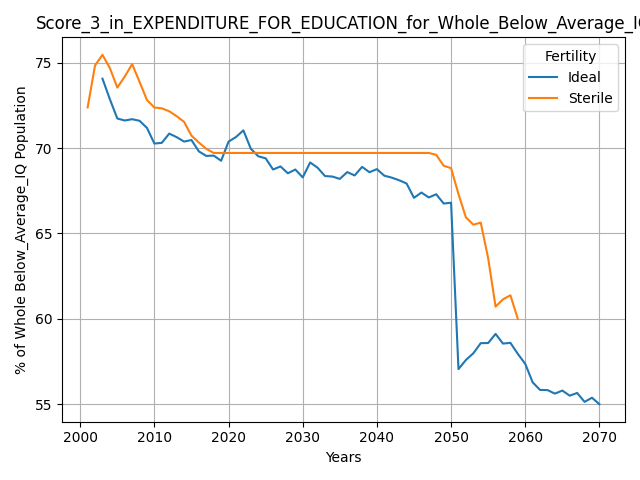 Score_3_in_EXPENDITURE_FOR_EDUCATION_for_Whole_Below_Average_IQ
Fertility
Ideal
Sterile
% of Whole Below_Average_IQ Population
75
70
65
60
55
2000 2010 2020 2030 2040 2050 2060 2070
Years